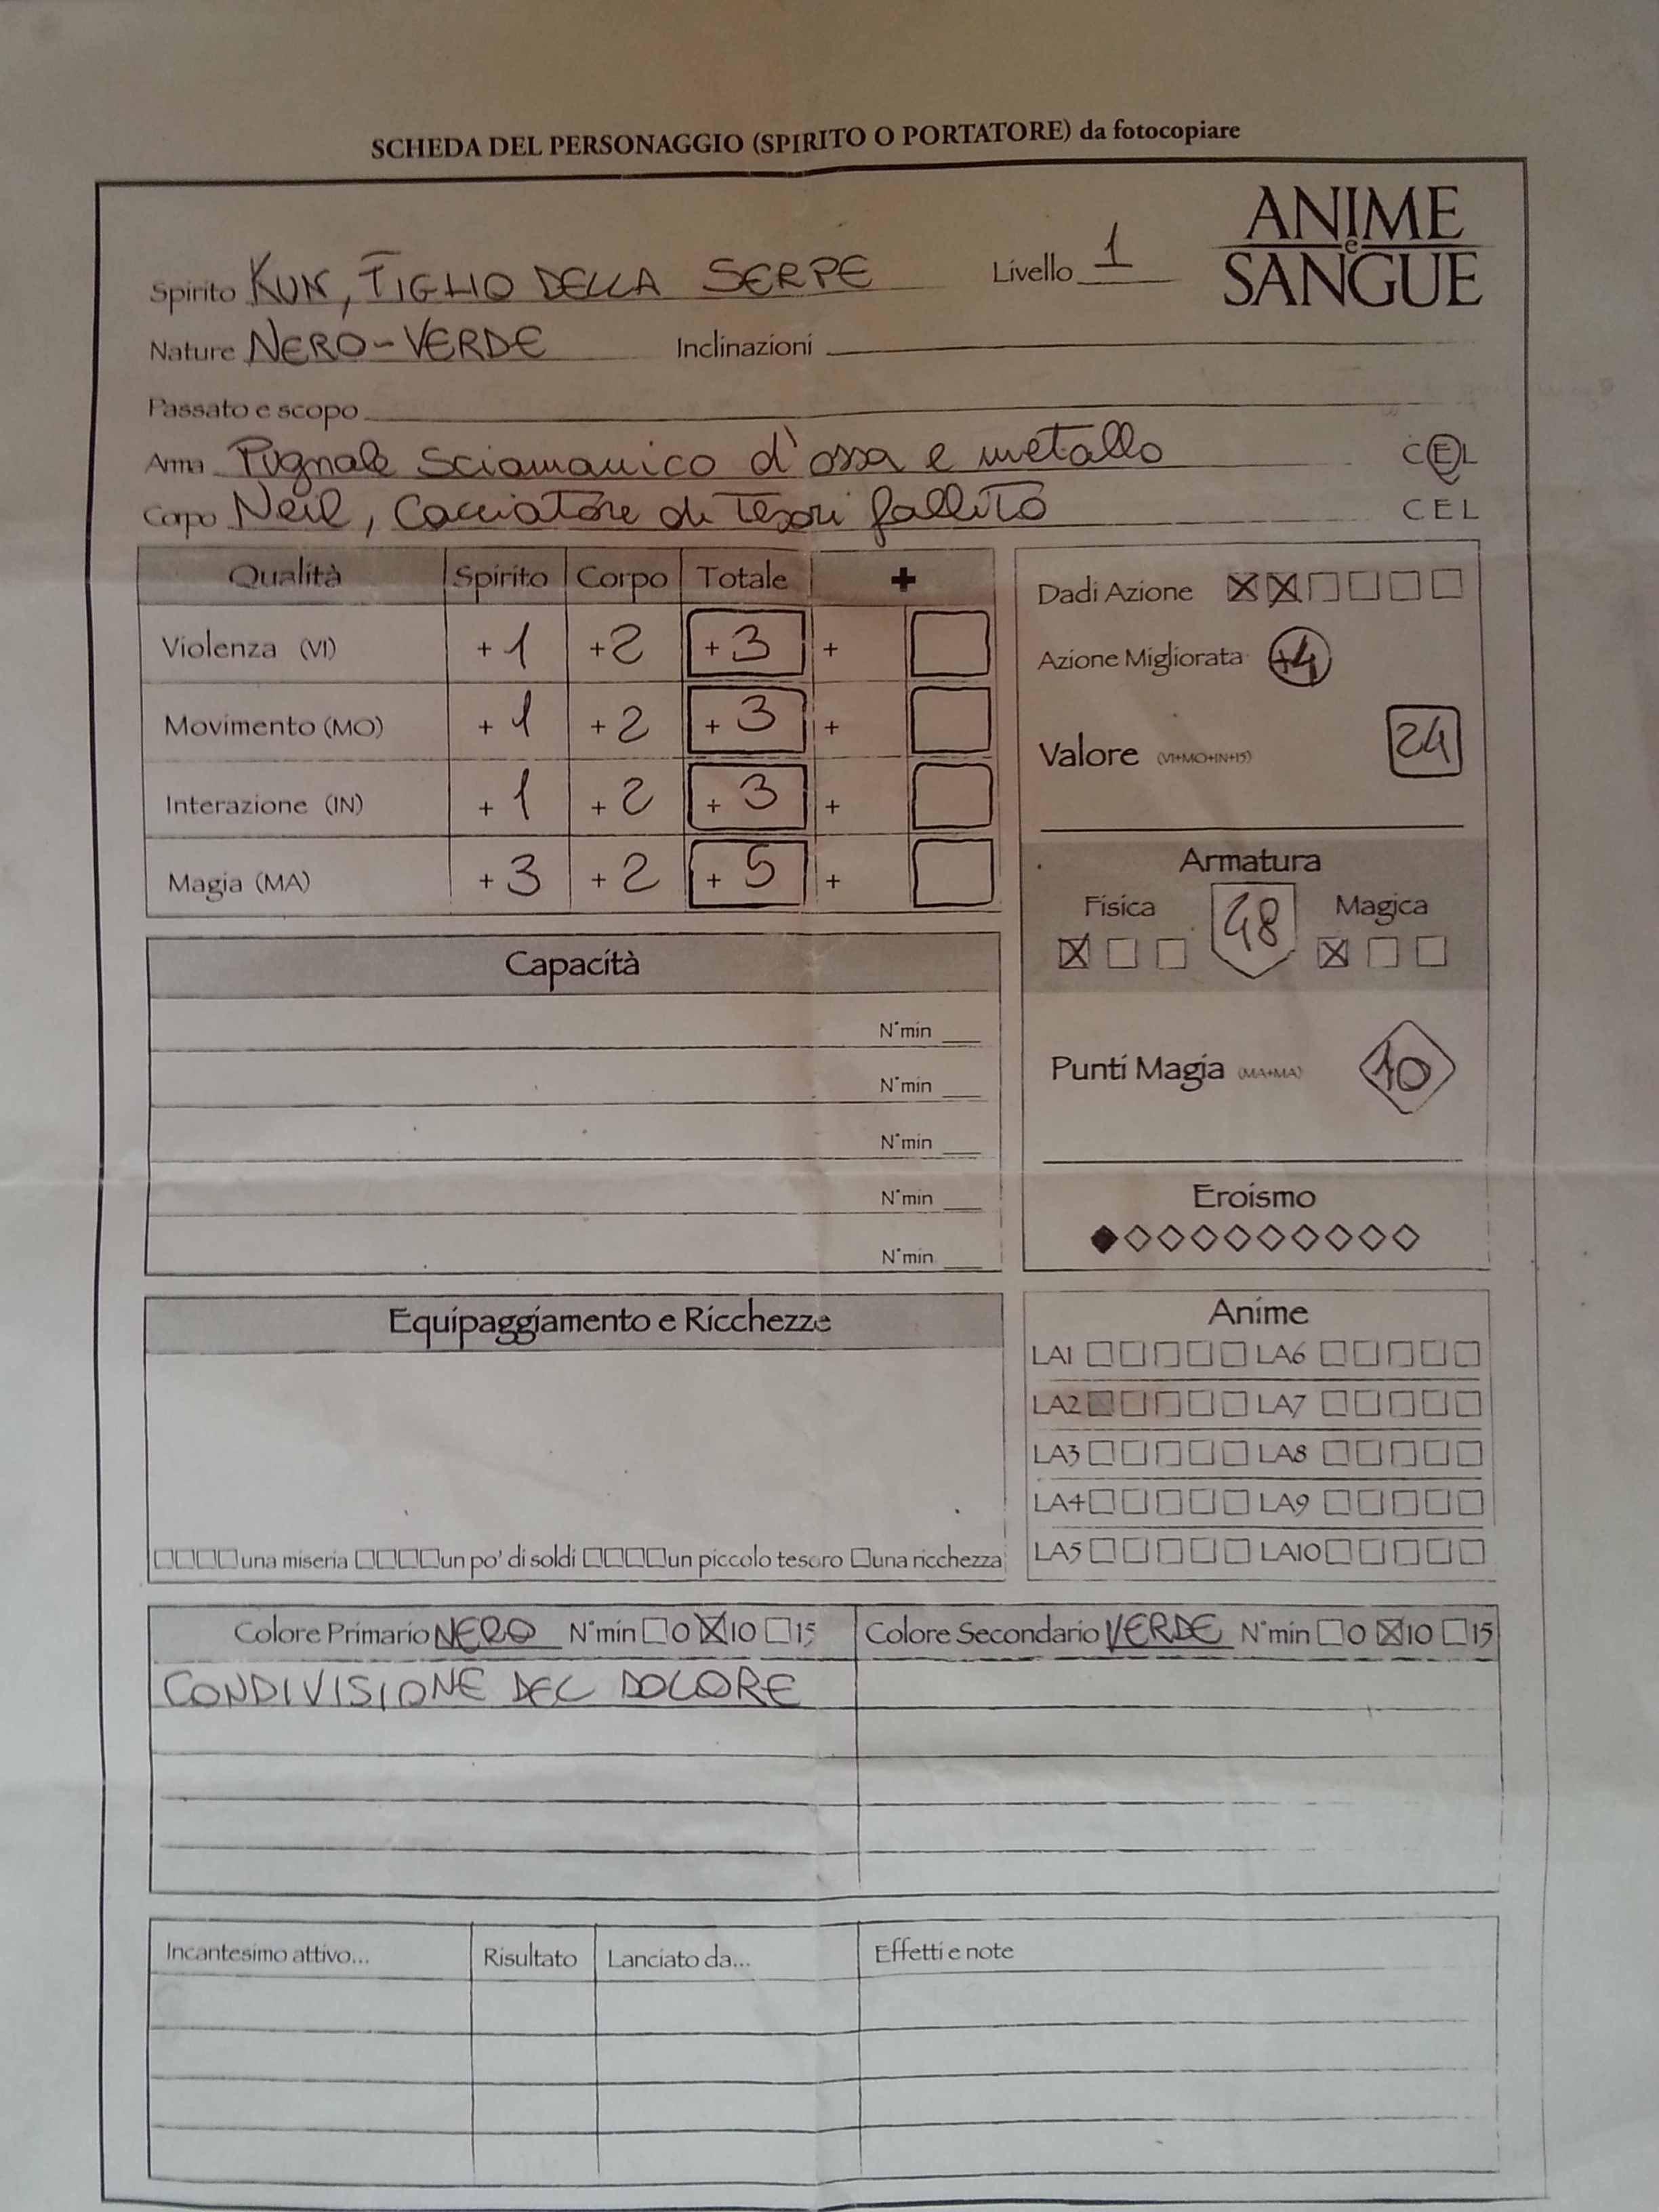 SCHEDA DEL PERSONAGGIO (SPIRITO O PORTATORE) da fotocopiare
ANIME
e
SANGUE
Spirito KUN, FIGLIO DELLA SERPE Livello 1
Nature NERO-VERDE Inclinazioni
Passato e scopo
Arma Pugnale sciamanico d'ossa e metallo C E L
Corpo Neil, Cacciatore di Tesori fallito C E L
Qualità Spirito Corpo Totale +
Violenza (VI) +1 +2 +3 +
Movimento (MO) +1 +2 +3 +
Interazione (IN) +1 +2 +3 +
Magia (MA) +3 +2 +5 +
Dadi Azione
Azione Migliorata +4
Valore (VI+MO+IN+15) 24
Armatura
Fisica 48 Magica
Punti Magia (MA+MA) 10
Eroismo
Capacità
N°min
N°min
N°min
N°min
N°min
Equipaggiamento e Ricchezze
una miseria un po' di soldi un piccolo tesoro una ricchezza
Anime
LA1 LA6
LA2 LA7
LA3 LA8
LA4 LA9
LA5 LA10
Colore Primario NERO N°min 0 10 15 Colore Secondario VERDE N°min 0 10 15
CONDIVISIONE DEL DOLORE
Incantesimo attivo... Risultato Lanciato da... Effetti e note